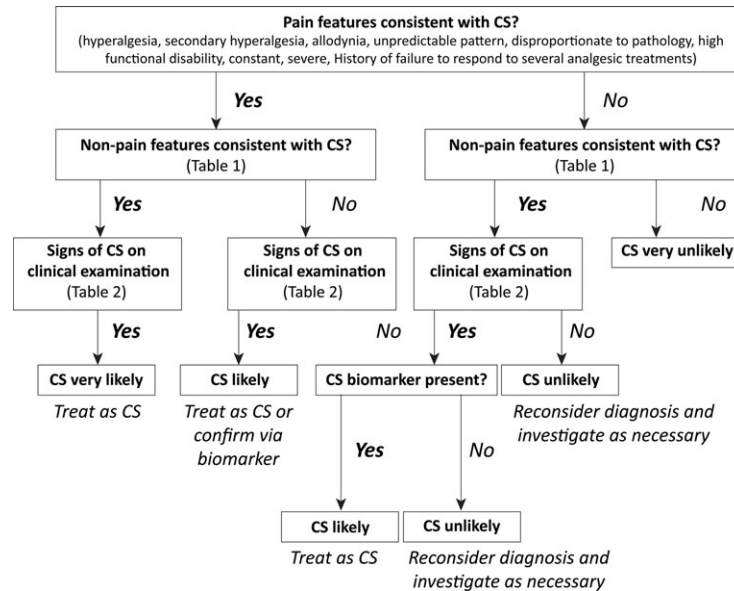 Pain features consistent with CS?
(hyperalgesia, secondary hyperalgesia, allodynia, unpredictable pattern, disproportionate to pathology, high
functional disability, constant, severe, History of failure to respond to several analgesic treatments)
Yes
No
Non-pain features consistent with CS?
(Table 1)
Non-pain features consistent with CS?
(Table 1)
Yes
No
Yes
No
Signs of CS on
clinical examination
(Table 2)
Signs of CS on
clinical examination
(Table 2)
Signs of CS on
clinical examination
(Table 2)
CS very unlikely
Yes
Yes
No
Yes
No
CS very likely
Treat as CS
CS likely
Treat as CS or
confirm via
biomarker
CS biomarker present?
CS unlikely
Reconsider diagnosis and
investigate as necessary
Yes
No
CS likely
Treat as CS
CS unlikely
Reconsider diagnosis and
investigate as necessary